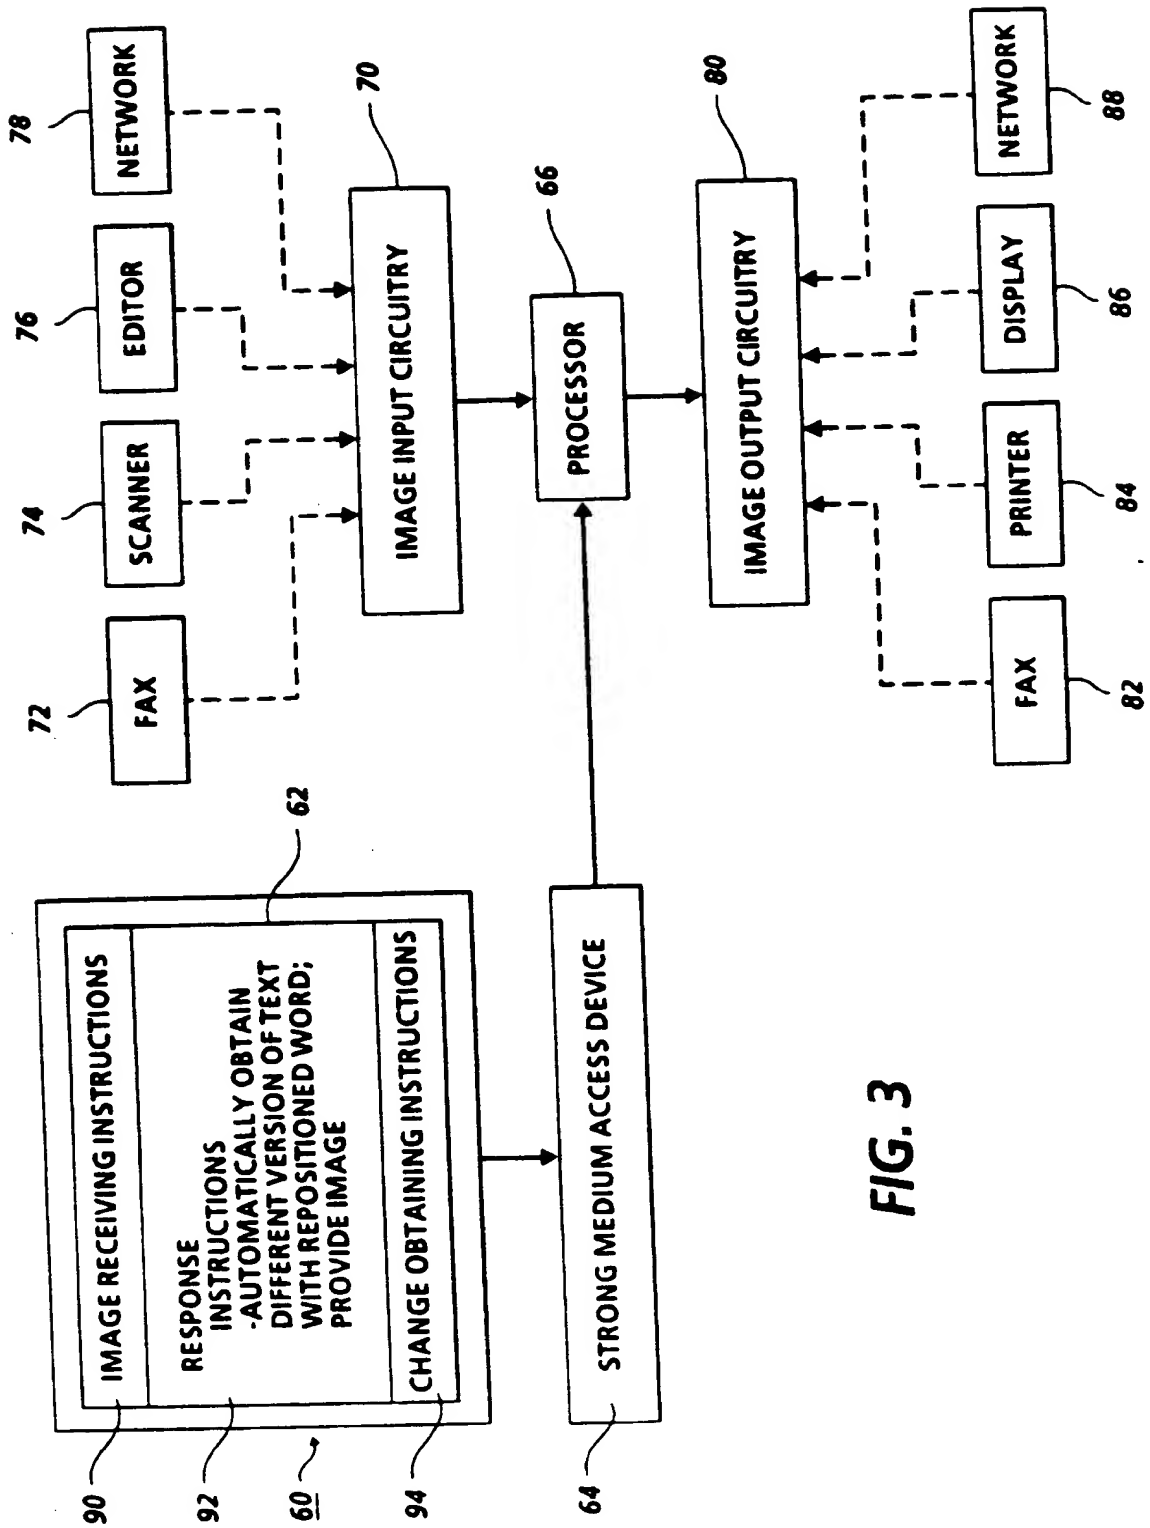 90
IMAGE RECEIVING INSTRUCTIONS
92
RESPONSE
INSTRUCTIONS
-AUTOMATICALLY OBTAIN
DIFFERENT VERSION OF TEXT
WITH REPOSITIONED WORD;
PROVIDE IMAGE
62
60
94
CHANGE OBTAINING INSTRUCTIONS
64
STRONG MEDIUM ACCESS DEVICE
72
FAX
74
SCANNER
76
EDITOR
78
NETWORK
70
IMAGE INPUT CIRCUITRY
66
PROCESSOR
80
IMAGE OUTPUT CIRCUITRY
FAX
82
PRINTER
84
DISPLAY
86
NETWORK
88
FIG. 3